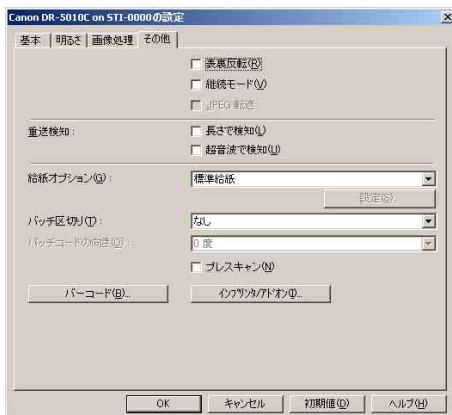 Canon DR-5010C on STI-0000の設定
基本 明るさ 画像処理 その他
表裏反転(R)
継続モード(V)
JPEG 転送
重送検知：
長さで検知(L)
超音波で検知(U)
給紙オプション(G)： 標準給紙
設定(S)...
バッチ区切り(T)： なし
バッチコードの向き(O)： 0 度
プレスキャン(N)
バーコード(B)... インプリンタ/アドオン(I)...
OK キャンセル 初期値(D) ヘルプ(H)